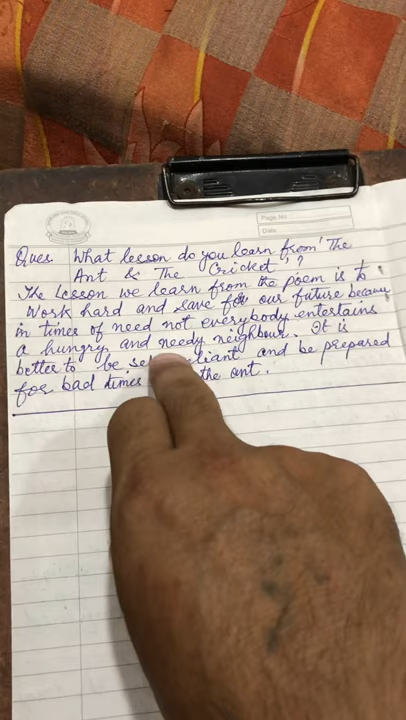 Page No
Date
Ques What lesson do you learn from 'The
Ant & The Cricket'?
The Lesson we learn from the poem is to
Work hard and save for our future because
in times of need not everybody entertains
a hungry and needy neighbour. It is
better to be and be prepared
for bad times the ant.